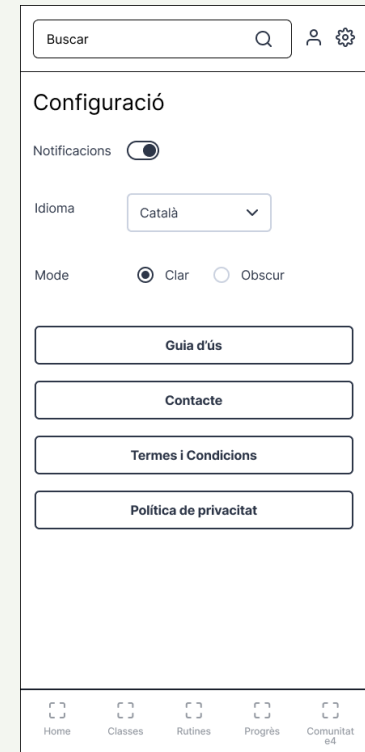 Buscar
Configuració
Notificacions
Idioma
Català
Mode
Clar
Obscur
Guia d'ús
Contacte
Termes i Condicions
Política de privacitat
Home
Classes
Rutines
Progrès
Comunitat
e4